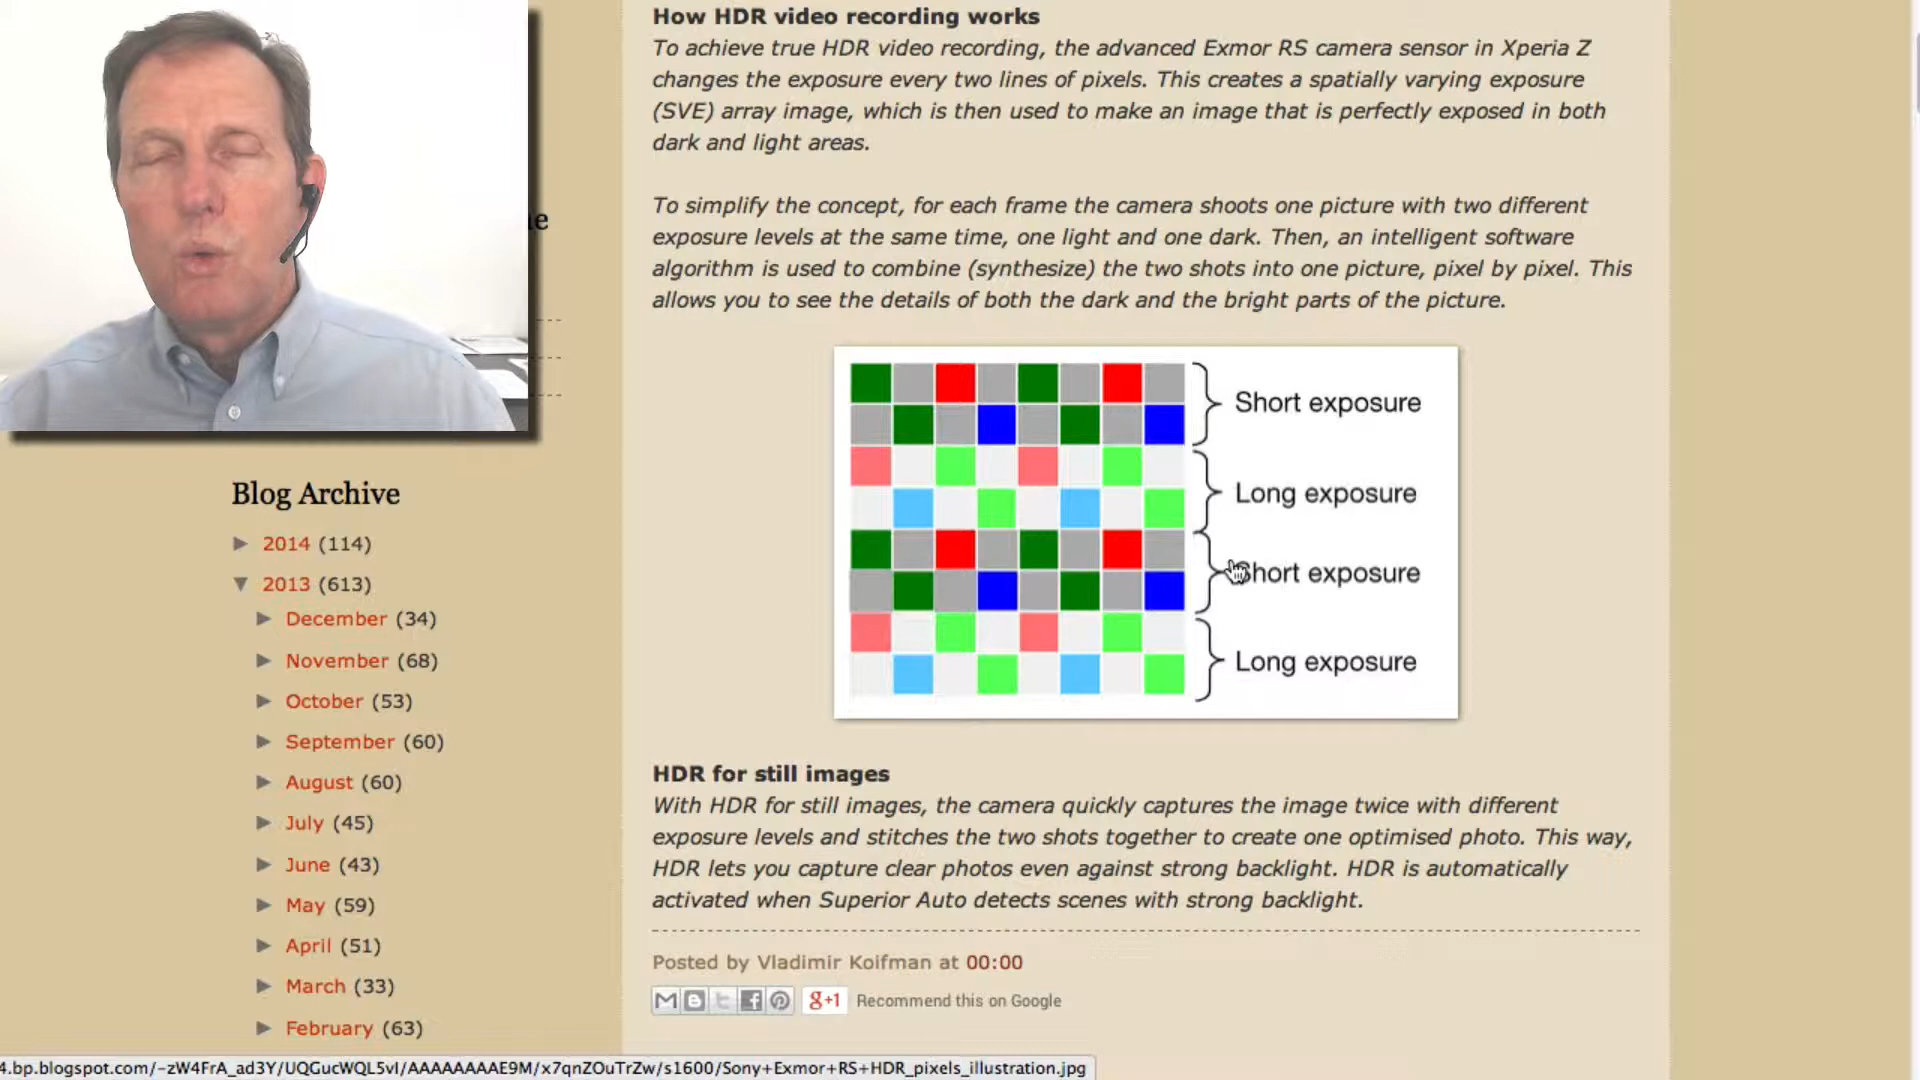 How HDR video recording works
To achieve true HDR video recording, the advanced Exmor RS camera sensor in Xperia Z
changes the exposure every two lines of pixels. This creates a spatially varying exposure
(SVE) array image, which is then used to make an image that is perfectly exposed in both
dark and light areas.
To simplify the concept, for each frame the camera shoots one picture with two different
exposure levels at the same time, one light and one dark. Then, an intelligent software
algorithm is used to combine (synthesize) the two shots into one picture, pixel by pixel. This
allows you to see the details of both the dark and the bright parts of the picture.
Short exposure
Long exposure
Short exposure
Long exposure
HDR for still images
With HDR for still images, the camera quickly captures the image twice with different
exposure levels and stitches the two shots together to create one optimised photo. This way,
HDR lets you capture clear photos even against strong backlight. HDR is automatically
activated when Superior Auto detects scenes with strong backlight.
Posted by Vladimir Koifman at 00:00
g+1 Recommend this on Google
Blog Archive
2014 (114)
2013 (613)
December (34)
November (68)
October (53)
September (60)
August (60)
July (45)
June (43)
May (59)
April (51)
March (33)
February (63)
4.bp.blogspot.com/-zW4FrA_ad3Y/UQGucWQL5vI/AAAAAAAAE9M/x7qnZOuTrZw/s1600/Sony+Exmor+RS+HDR_pixels_illustration.jpg